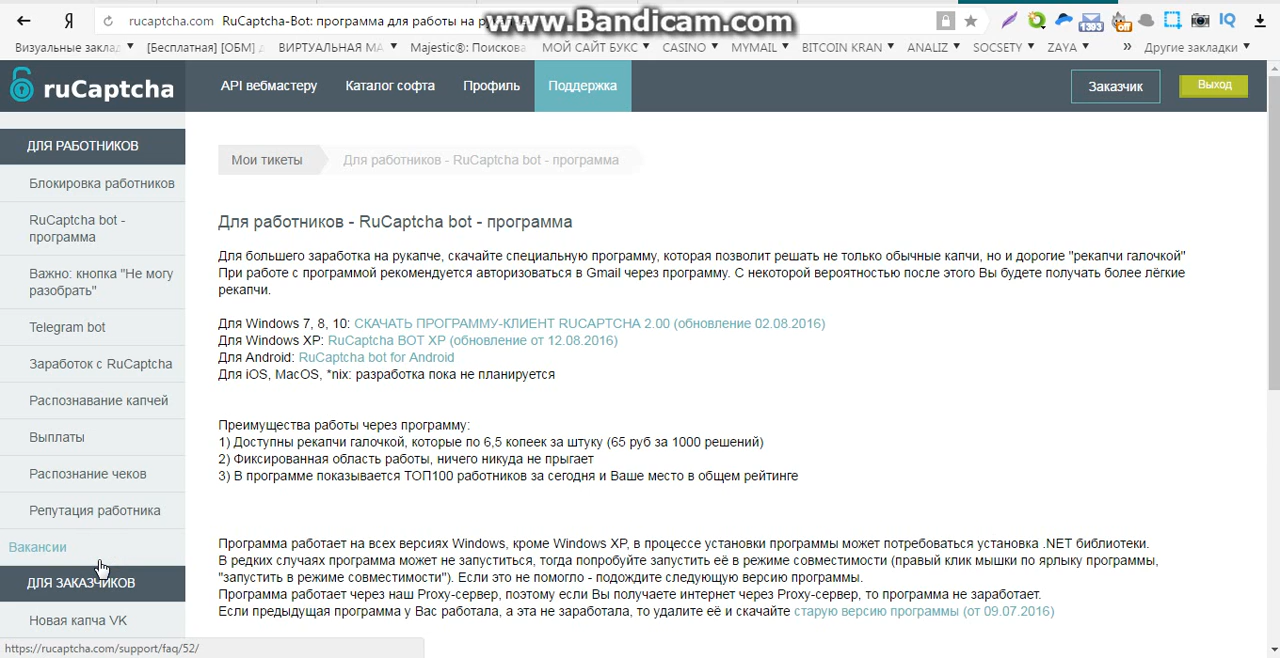 Я
rucaptcha.com RuCaptcha-Bot: программа для работы на
www.Bandicam.com
1393
off
IQ
Визуальные заклад
[Бесплатная] [ОБМ]
ВИРТУАЛЬНАЯ МА
Majestic®: Поискова
МОЙ САЙТ БУКС
CASINO
MYMAIL
BITCOIN KRAN
ANALIZ
SOCSETY
ZAYA
»
Другие закладки
ruCaptcha
API вебмастеру
Каталог софта
Профиль
Поддержка
Заказчик
Выход
ДЛЯ РАБОТНИКОВ
Блокировка работников
RuCaptcha bot -
программа
Важно: кнопка "Не могу
разобрать"
Telegram bot
Заработок с RuCaptcha
Распознавание капчей
Выплаты
Распознание чеков
Репутация работника
Вакансии
ДЛЯ ЗАКАЗЧИКОВ
Новая капча VK
https://rucaptcha.com/support/faq/52/
Мои тикеты
Для работников - RuCaptcha bot - программа
Для работников - RuCaptcha bot - программа
Для большего заработка на рукапче, скачайте специальную программу, которая позволит решать не только обычные капчи, но и дорогие "рекапчи галочкой"
При работе с программой рекомендуется авторизоваться в Gmail через программу. С некоторой вероятностью после этого Вы будете получать более лёгкие
рекапчи.
Для Windows 7, 8, 10: СКАЧАТЬ ПРОГРАММУ-КЛИЕНТ RUCAPTCHA 2.00 (обновление 02.08.2016)
Для Windows XP: RuCaptcha BOT XP (обновление от 12.08.2016)
Для Android: RuCaptcha bot for Android
Для iOS, MacOS, *nix: разработка пока не планируется
Преимущества работы через программу:
1) Доступны рекапчи галочкой, которые по 6,5 копеек за штуку (65 руб за 1000 решений)
2) Фиксированная область работы, ничего никуда не прыгает
3) В программе показывается ТОП100 работников за сегодня и Ваше место в общем рейтинге
Программа работает на всех версиях Windows, кроме Windows XP, в процессе установки программы может потребоваться установка .NET библиотеки.
В редких случаях программа может не запуститься, тогда попробуйте запустить её в режиме совместимости (правый клик мышки по ярлыку программы,
"запустить в режиме совместимости"). Если это не помогло - подождите следующую версию программы.
Программа работает через наш Proxy-сервер, поэтому если Вы получаете интернет через Proxy-сервер, то программа не заработает.
Если предыдущая программа у Вас работала, а эта не заработала, то удалите её и скачайте старую версию программы (от 09.07.2016)